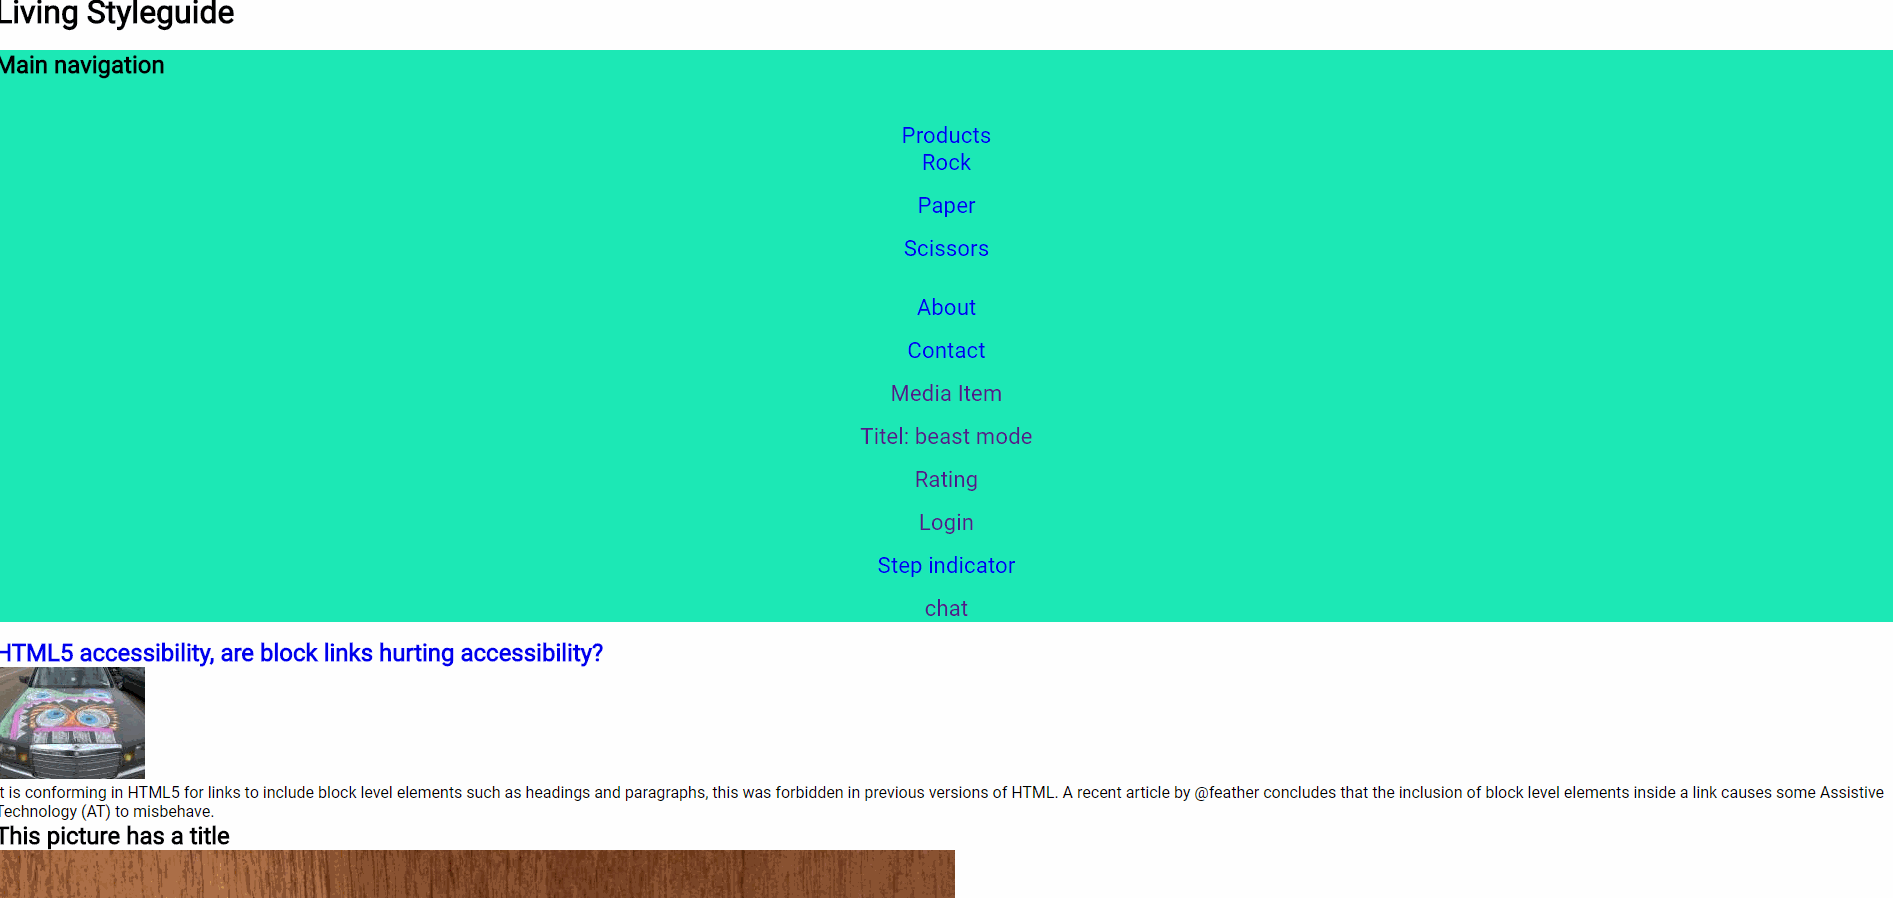 Living Styleguide
Main navigation
Products
Rock
Paper
Scissors
About
Contact
Media Item
Titel: beast mode
Rating
Login
Step indicator
chat
HTML5 accessibility, are block links hurting accessibility?
t is conforming in HTML5 for links to include block level elements such as headings and paragraphs, this was forbidden in previous versions of HTML. A recent article by @feather concludes that the inclusion of block level elements inside a link causes some Assistive
Technology (AT) to misbehave.
This picture has a title